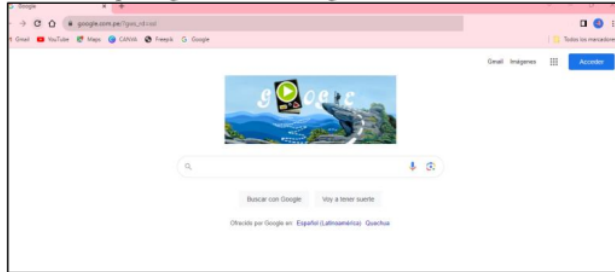 Google
google.com.pe/?gws_rd=ssl
Gmail YouTube Maps CANVA Freepik Google Todos los marcadores
Gmail Imágenes Acceder
GOOGLE
Buscar con Google Voy a tener suerte
Ofrecido por Google en: Español (Latinoamérica) Quechua